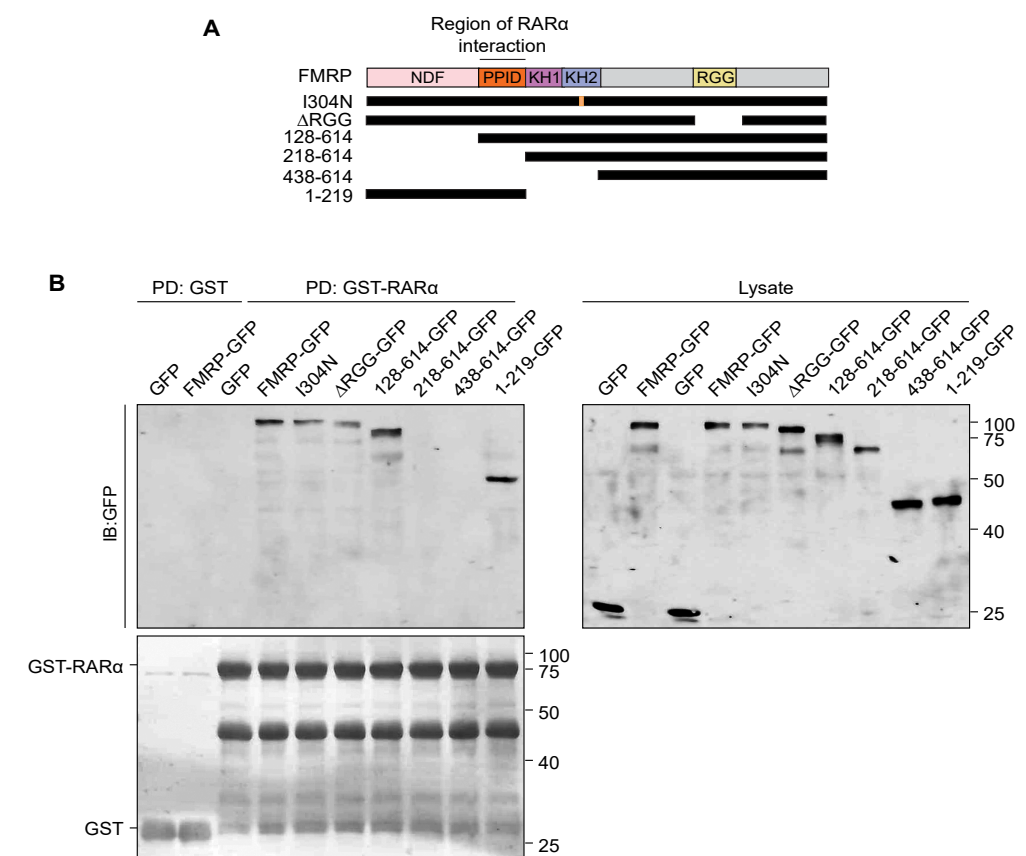 A
Region of RARα
interaction
FMRP
NDF PPID KH1 KH2 RGG
I304N
ΔRGG
128-614
218-614
438-614
1-219
B
PD: GST PD: GST-RARα
GFP FMRP-GFP GFP FMRP-GFP I304N ΔRGG-GFP 128-614-GFP 218-614-GFP 438-614-GFP 1-219-GFP
IB:GFP
Lysate
GFP FMRP-GFP GFP FMRP-GFP I304N ΔRGG-GFP 128-614-GFP 218-614-GFP 438-614-GFP 1-219-GFP
100
75
50
40
25
GST-RARα
GST
100
75
50
40
25